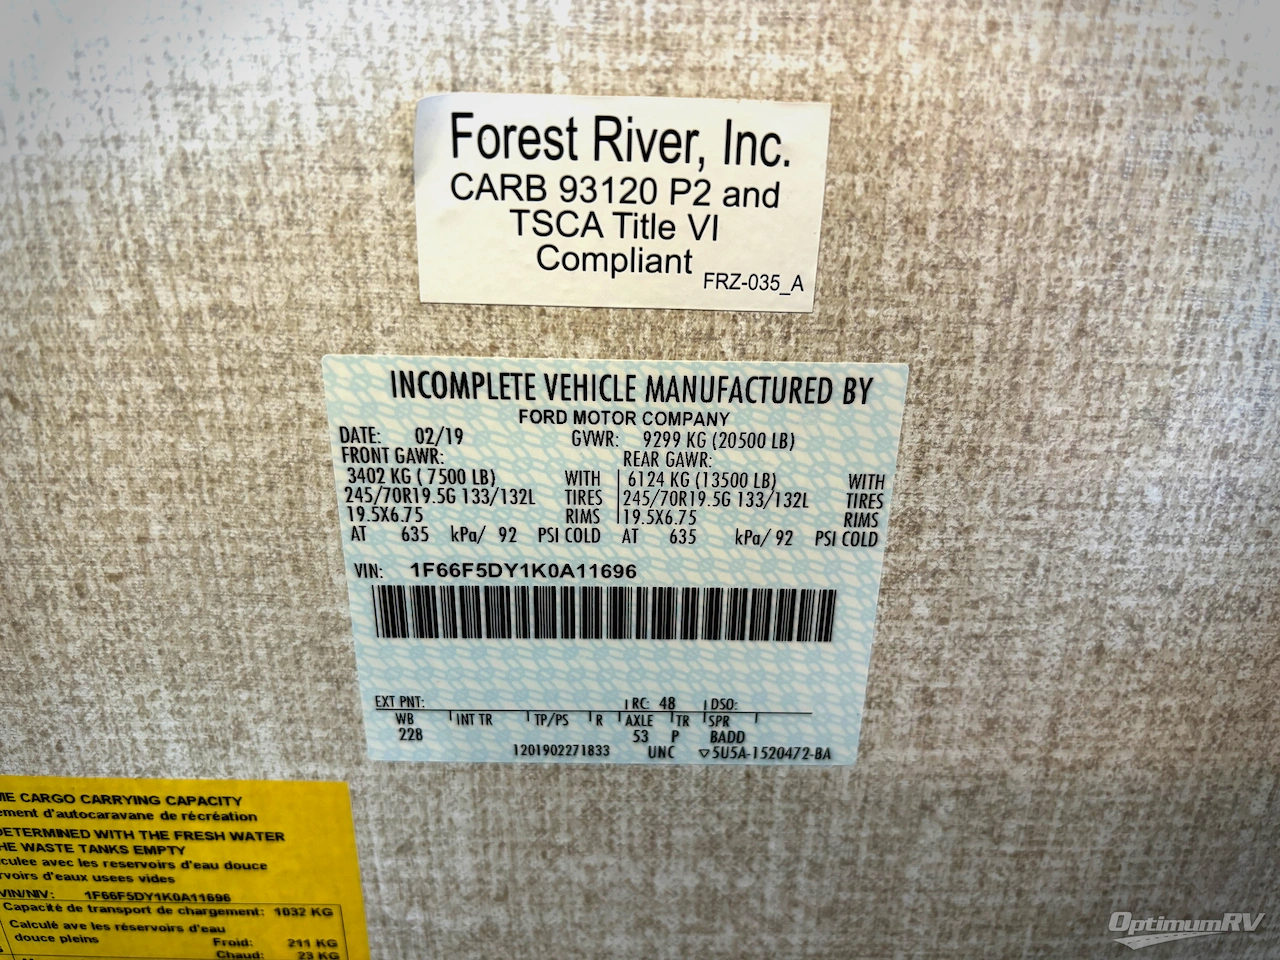 Forest River, Inc.
CARB 93120 P2 and
TSCA Title VI
Compliant
FRZ-035_A
INCOMPLETE VEHICLE MANUFACTURED BY
FORD MOTOR COMPANY
DATE: 02/19 GVWR: 9299 KG (20500 LB)
FRONT GAWR: REAR GAWR:
3402 KG ( 7500 LB) WITH 6124 KG (13500 LB) WITH
245/70R19.5G 133/132L TIRES 245/70R19.5G 133/132L TIRES
19.5X6.75 RIMS 19.5X6.75 RIMS
AT 635 kPa/ 92 PSI COLD AT 635 kPa/ 92 PSI COLD
VIN: 1F66F5DY1K0A11696
EXT PNT: RC: 48 DSO:
WB INT TR TP/PS R AXLE TR SPR
228 53 P BADD
1201902271833 UNC 5U5A-1520472-BA
CARGO CARRYING CAPACITY
d'autocaravane de récréation
DETERMINED WITH THE FRESH WATER
WASTE TANKS EMPTY
avec les reservoirs d'eau douce
d'eaux usees vides
VIN/NIV: 1F66F5DY1K0A11696
Capacité de transport de chargement: 1032 KG
Calculé ave les réservoirs d'eau
douce pleins
Froid: 211 KG
Chaud: 23 KG
OptimumRV